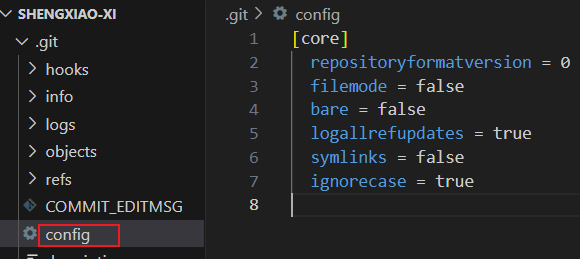 SHENGXIAO-XI
.git
hooks
info
logs
objects
refs
COMMIT_EDITMSG
config
.git > config
1 [core]
2 repositoryformatversion = 0
3 filemode = false
4 bare = false
5 logallrefupdates = true
6 symlinks = false
7 ignorecase = true
8